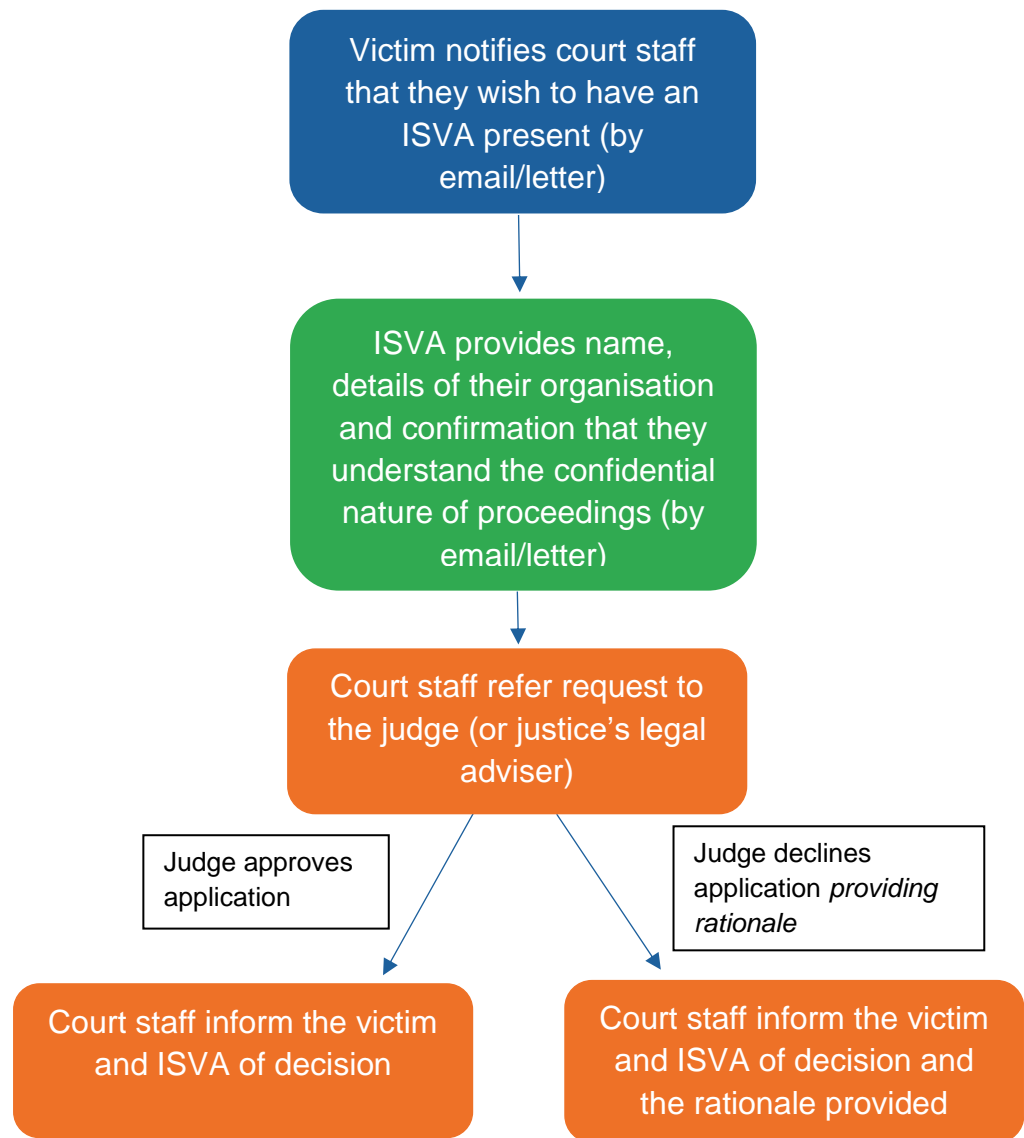 Victim notifies court staff
that they wish to have an
ISVA present (by
email/letter)
ISVA provides name,
details of their organisation
and confirmation that they
understand the confidential
nature of proceedings (by
email/letter)
Court staff refer request to
the judge (or justice’s legal
adviser)
Judge approves
application
Judge declines
application providing
rationale
Court staff inform the victim
and ISVA of decision
Court staff inform the victim
and ISVA of decision and
the rationale provided